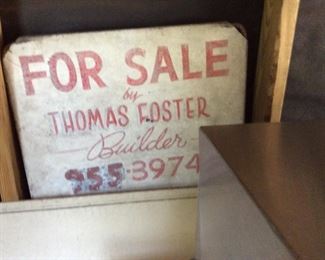 FOR SALE
by
THOMAS FOSTER
Builder
955-3974